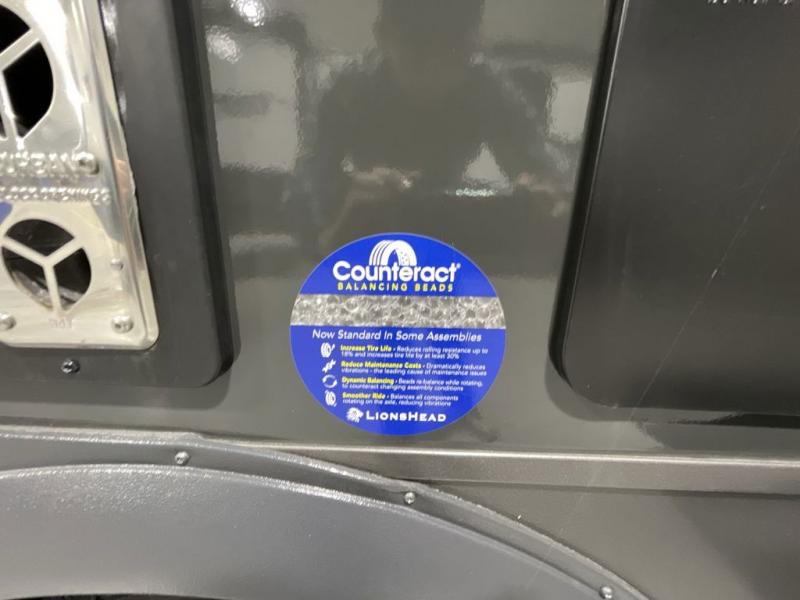 Counteract®
BALANCING BEADS
Now Standard In Some Assemblies
Increase Tire Life - Reduces rolling resistance up to
18% and increases tire life by at least 30%
Reduce Maintenance Costs - Dramatically reduces
vibrations - the leading cause of maintenance issues
Dynamic Balancing - Beads re-balance while rotating,
to counteract changing assembly conditions
Smoother Ride - Balances all components
rotating on the axle, reducing vibrations
LIONSHEAD